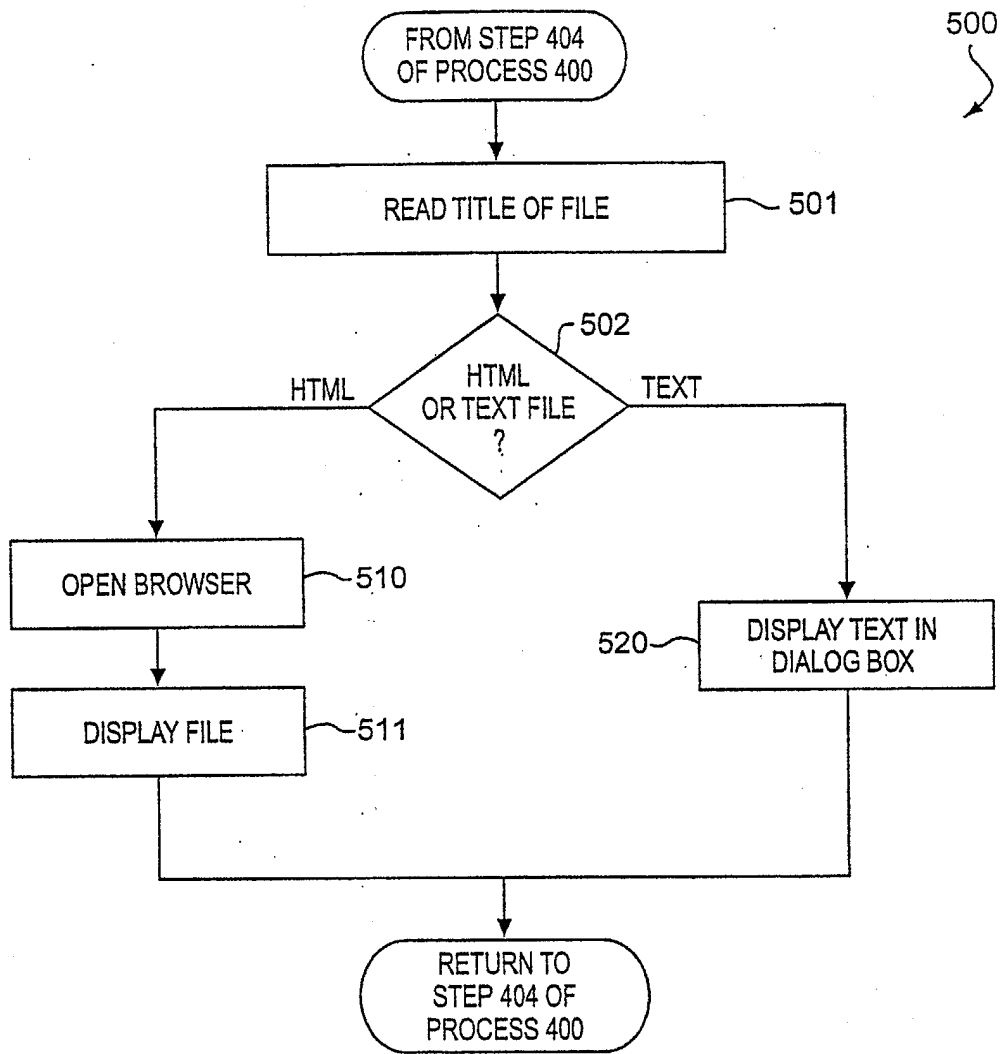 500
FROM STEP 404
OF PROCESS 400
READ TITLE OF FILE
501
502
HTML
HTML
OR TEXT FILE
?
TEXT
OPEN BROWSER
510
520
DISPLAY TEXT IN
DIALOG BOX
DISPLAY FILE
511
RETURN TO
STEP 404 OF
PROCESS 400